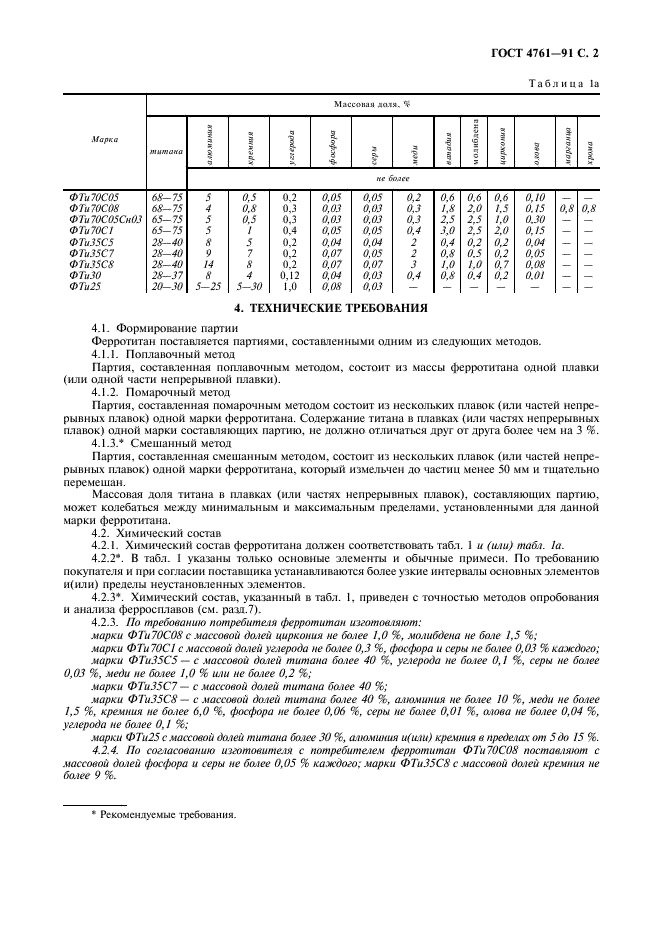 ГОСТ 4761—91 С. 2
Таблица 1а
Марка
Массовая доля, %
титана
алюминия
кремния
углерода
фосфора
серы
меди
ванадия
молибдена
циркония
олова
марганца
хрома
не более
ФТи70С05 68—75 5 0,5 0,2 0,05 0,05 0,2 0,6 0,6 0,6 0,10 — —
ФТи70С08 68—75 4 0,8 0,3 0,03 0,03 0,3 1,8 2,0 1,5 0,15 0,8 0,8
ФТи70С05Сн03 65—75 5 0,5 0,3 0,03 0,03 0,3 2,5 2,5 1,0 0,30 — —
ФТи70С1 65—75 5 1 0,4 0,05 0,05 0,4 3,0 2,5 2,0 0,15 — —
ФТи35С5 28—40 8 5 0,2 0,04 0,04 2 0,4 0,2 0,2 0,04 — —
ФТи35С7 28—40 9 7 0,2 0,07 0,05 2 0,8 0,5 0,2 0,05 — —
ФТи35С8 28—40 14 8 0,2 0,07 0,07 3 1,0 1,0 0,7 0,08 — —
ФТи30 28—37 8 4 0,12 0,04 0,03 0,4 0,8 0,4 0,2 0,01 — —
ФТи25 20—30 5—25 5—30 1,0 0,08 0,03 — — — — — — —
4. ТЕХНИЧЕСКИЕ ТРЕБОВАНИЯ
4.1. Формирование партии
Ферротитан поставляется партиями, составленными одним из следующих методов.
4.1.1. Поплавочный метод
Партия, составленная поплавочным методом, состоит из массы ферротитана одной плавки
(или одной части непрерывной плавки).
4.1.2. Помарочный метод
Партия, составленная помарочным методом состоит из нескольких плавок (или частей непре-
рывных плавок) одной марки ферротитана. Содержание титана в плавках (или частях непрерывных
плавок) одной марки составляющих партию, не должно отличаться друг от друга более чем на 3 %.
4.1.3.* Смешанный метод
Партия, составленная смешанным методом, состоит из нескольких плавок (или частей непре-
рывных плавок) одной марки ферротитана, который измельчен до частиц менее 50 мм и тщательно
перемешан.
Массовая доля титана в плавках (или частях непрерывных плавок), составляющих партию,
может колебаться между минимальным и максимальным пределами, установленными для данной
марки ферротитана.
4.2. Химический состав
4.2.1. Химический состав ферротитана должен соответствовать табл. 1 и (или) табл. 1а.
4.2.2*. В табл. 1 указаны только основные элементы и обычные примеси. По требованию
покупателя и при согласии поставщика устанавливаются более узкие интервалы основных элементов
и(или) пределы неустановленных элементов.
4.2.3*. Химический состав, указанный в табл. 1, приведен с точностью методов опробования
и анализа ферросплавов (см. разд.7).
4.2.3. По требованию потребителя ферротитан изготовляют:
марки ФТи70С08 с массовой долей циркония не более 1,0 %, молибдена не боле 1,5 %;
марки ФТи70С1 с массовой долей углерода не более 0,3 %, фосфора и серы не более 0,03 % каждого;
марки ФТи35С5 — с массовой долей титана более 40 %, углерода не более 0,1 %, серы не более
0,03 %, меди не более 1,0 % или не более 0,2 %;
марки ФТи35С7 — с массовой долей титана более 40 %;
марки ФТи35С8 — с массовой долей титана более 40 %, алюминия не более 10 %, меди не более
1,5 %, кремния не более 6,0 %, фосфора не более 0,06 %, серы не более 0,01 %, олова не более 0,04 %,
углерода не более 0,1 %;
марки ФТи25 с массовой долей титана более 30 %, алюминия и(или) кремния в пределах от 5 до 15 %.
4.2.4. По согласованию изготовителя с потребителем ферротитан ФТи70С08 поставляют с
массовой долей фосфора и серы не более 0,05 % каждого; марки ФТи35С8 с массовой долей кремния не
более 9 %.
* Рекомендуемые требования.